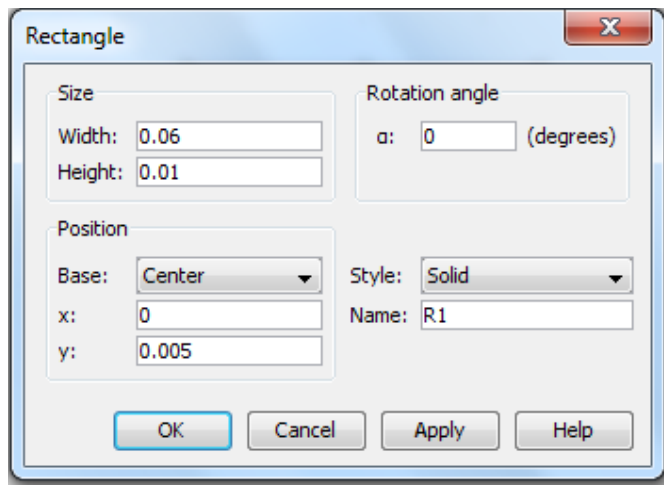 Rectangle
Size
Width: 0.06
Height: 0.01
Rotation angle
α: 0 (degrees)
Position
Base: Center
x: 0
y: 0.005
Style: Solid
Name: R1
OK Cancel Apply Help